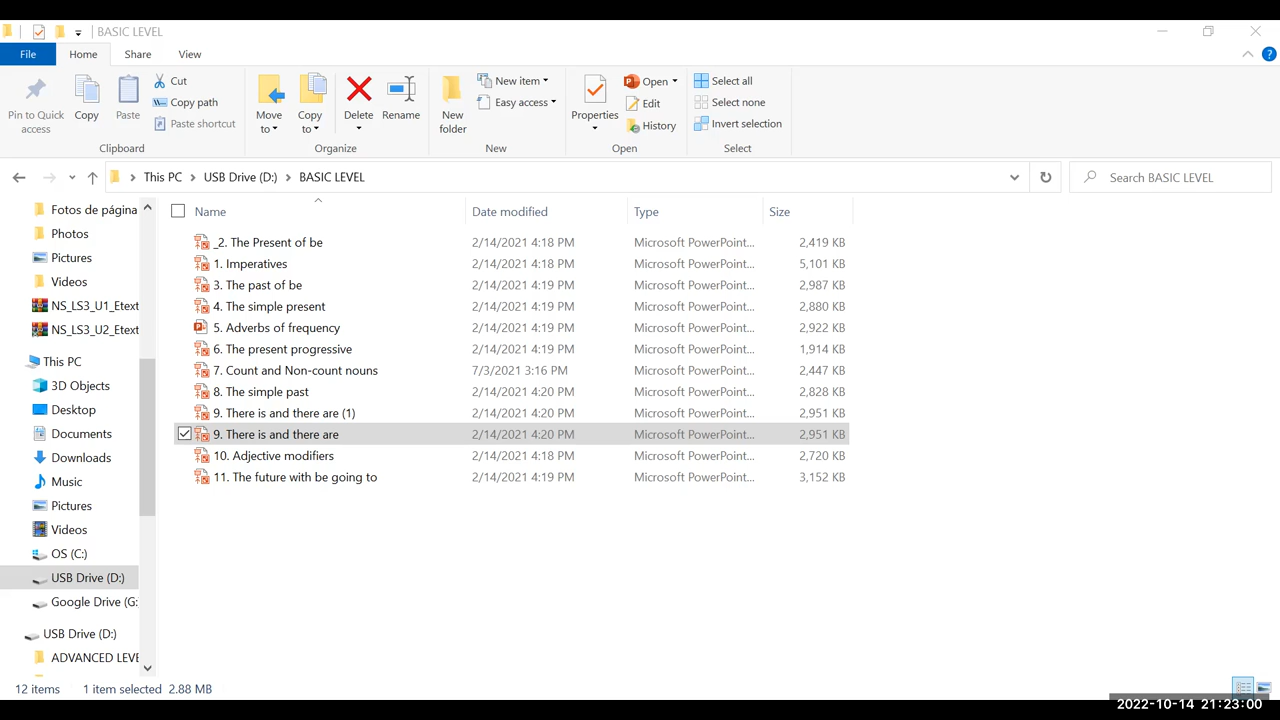 BASIC LEVEL
File Home Share View
Pin to Quick access
Copy
Paste
Cut
Copy path
Paste shortcut
Clipboard
Move to
Copy to
Delete
Rename
Organize
New folder
New item
Easy access
New
Properties
Open
Edit
History
Open
Select all
Select none
Invert selection
Select
This PC > USB Drive (D:) > BASIC LEVEL
Search BASIC LEVEL
Fotos de página
Photos
Pictures
Videos
NS_LS3_U1_Etext
NS_LS3_U2_Etext
This PC
3D Objects
Desktop
Documents
Downloads
Music
Pictures
Videos
OS (C:)
USB Drive (D:)
Google Drive (G:
USB Drive (D:)
ADVANCED LEVE
Name Date modified Type Size
_2. The Present of be 2/14/2021 4:18 PM Microsoft PowerPoint... 2,419 KB
1. Imperatives 2/14/2021 4:18 PM Microsoft PowerPoint... 5,101 KB
3. The past of be 2/14/2021 4:19 PM Microsoft PowerPoint... 2,987 KB
4. The simple present 2/14/2021 4:19 PM Microsoft PowerPoint... 2,880 KB
5. Adverbs of frequency 2/14/2021 4:19 PM Microsoft PowerPoint... 2,922 KB
6. The present progressive 2/14/2021 4:19 PM Microsoft PowerPoint... 1,914 KB
7. Count and Non-count nouns 7/3/2021 3:16 PM Microsoft PowerPoint... 2,447 KB
8. The simple past 2/14/2021 4:20 PM Microsoft PowerPoint... 2,828 KB
9. There is and there are (1) 2/14/2021 4:20 PM Microsoft PowerPoint... 2,951 KB
9. There is and there are 2/14/2021 4:20 PM Microsoft PowerPoint... 2,951 KB
10. Adjective modifiers 2/14/2021 4:18 PM Microsoft PowerPoint... 2,720 KB
11. The future with be going to 2/14/2021 4:19 PM Microsoft PowerPoint... 3,152 KB
12 items 1 item selected 2.88 MB
2022-10-14 21:23:00